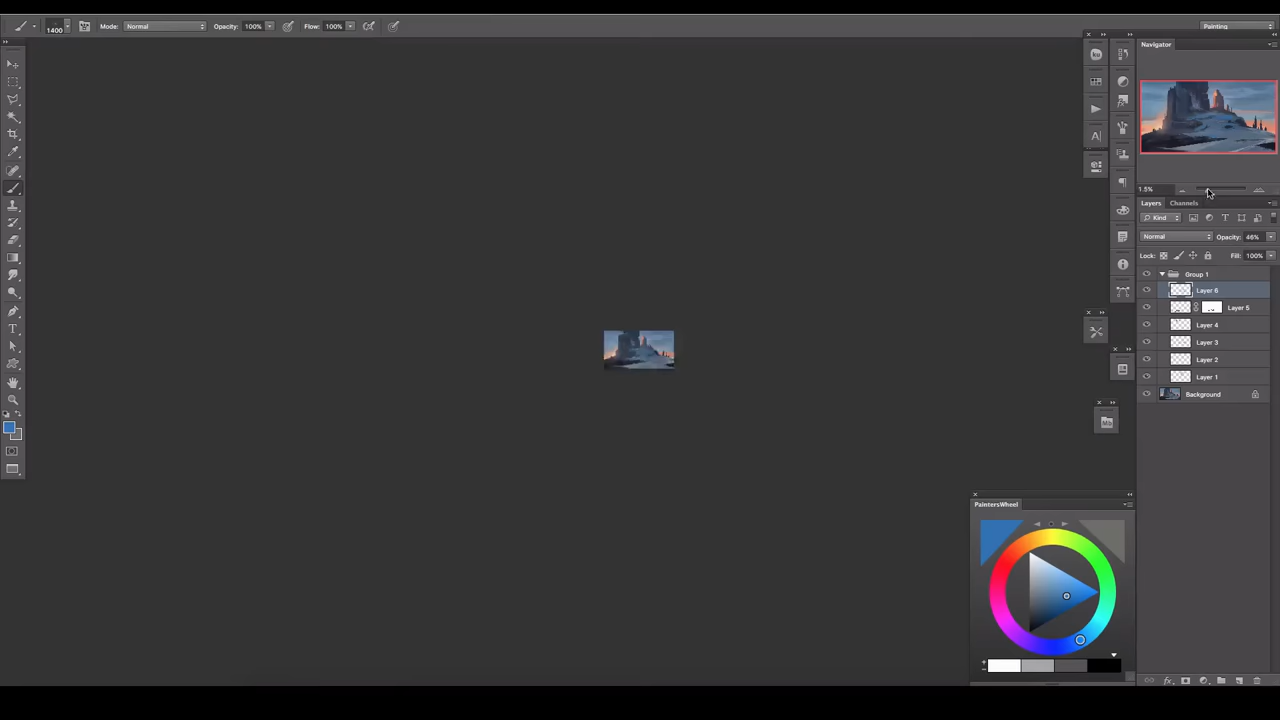 1400 Mode: Normal Opacity: 100% Flow: 100% Painting
Navigator
1.5%
Layers Channels
Kind T
Normal Opacity: 46%
Lock: Fill: 100%
Group 1
Layer 6
Layer 5
Layer 4
Layer 3
Layer 2
Layer 1
Background
PaintersWheel